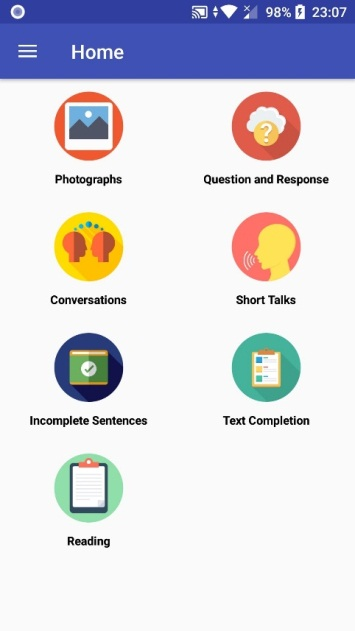 98% 23:07
Home
Photographs
Question and Response
?
Conversations
Short Talks
Incomplete Sentences
Text Completion
Reading